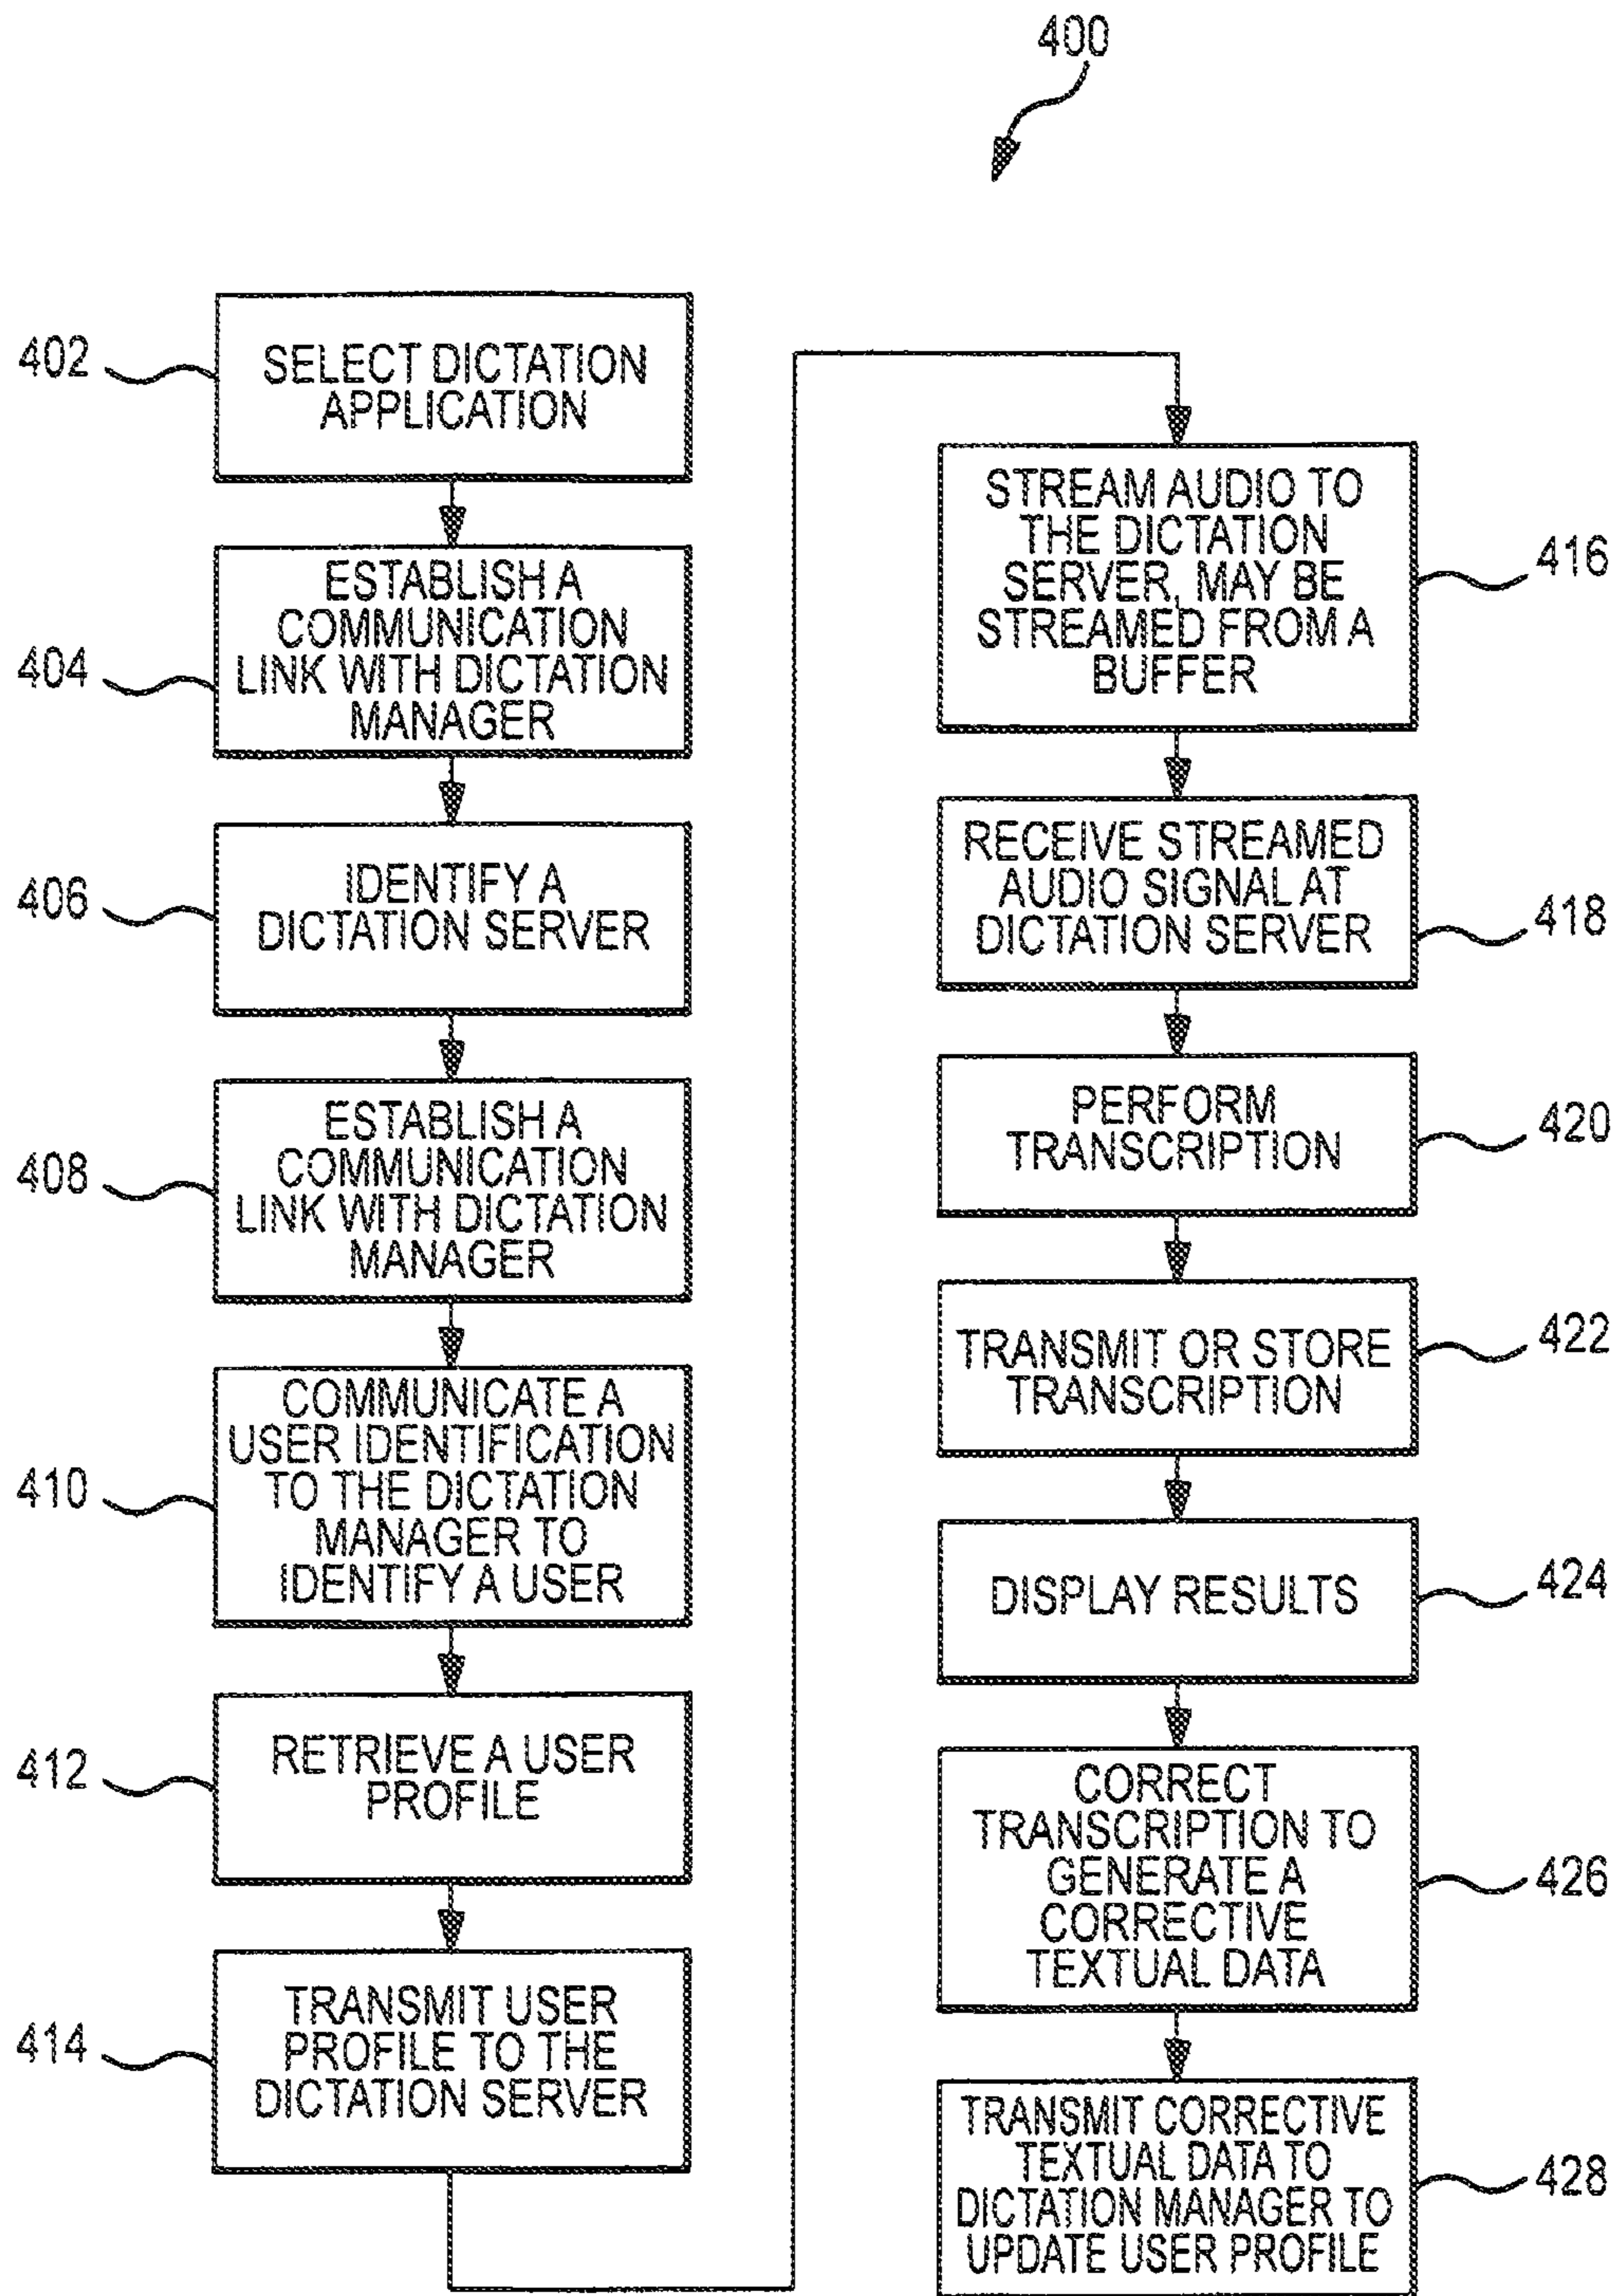 400
402
SELECT DICTATION
APPLICATION
404
ESTABLISH A
COMMUNICATION
LINK WITH DICTATION
MANAGER
406
IDENTIFY A
DICTATION SERVER
408
ESTABLISH A
COMMUNICATION
LINK WITH DICTATION
MANAGER
410
COMMUNICATE A
USER IDENTIFICATION
TO THE DICTATION
MANAGER TO
IDENTIFY A USER
412
RETRIEVE A USER
PROFILE
414
TRANSMIT USER
PROFILE TO THE
DICTATION SERVER
STREAM AUDIO TO
THE DICTATION
SERVER, MAY BE
STREAMED FROM A
BUFFER
416
RECEIVE STREAMED
AUDIO SIGNAL AT
DICTATION SERVER
418
PERFORM
TRANSCRIPTION
420
TRANSMIT OR STORE
TRANSCRIPTION
422
DISPLAY RESULTS
424
CORRECT
TRANSCRIPTION TO
GENERATE A
CORRECTIVE
TEXTUAL DATA
426
TRANSMIT CORRECTIVE
TEXTUAL DATA TO
DICTATION MANAGER TO
UPDATE USER PROFILE
428